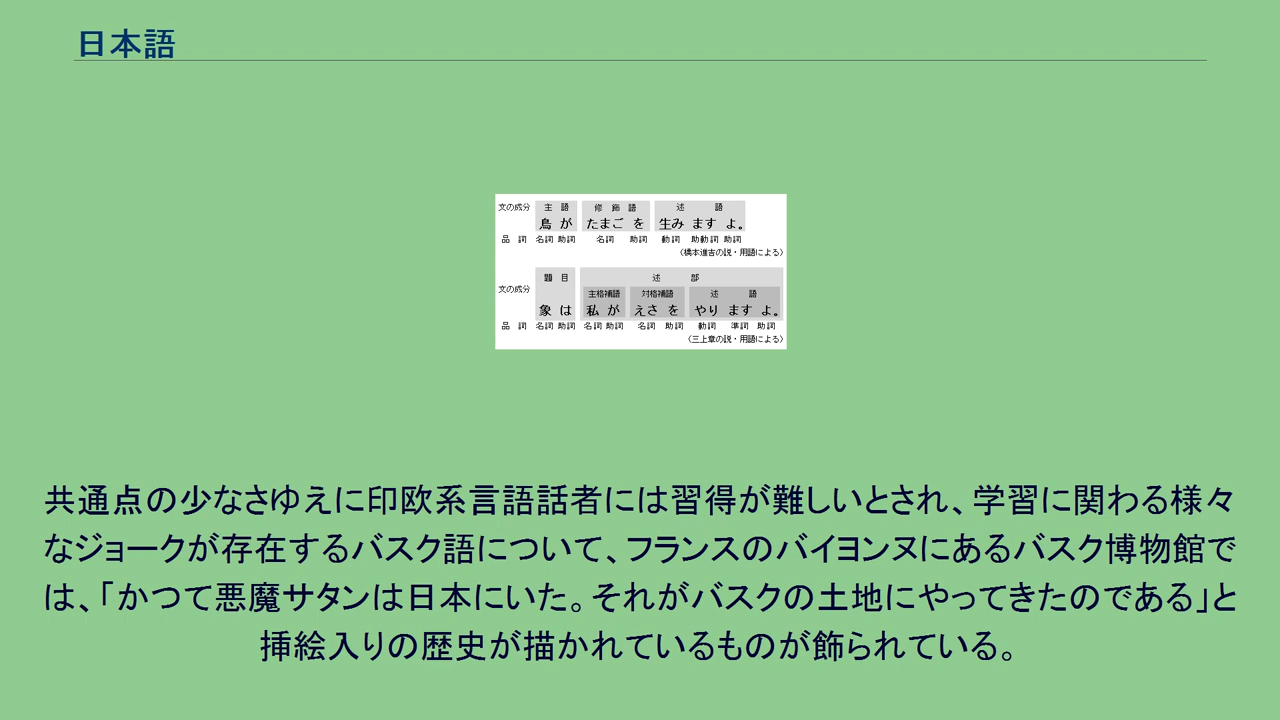 日本語
文の成分 主語 修飾語 述語
鳥が たまごを 生みますよ。
品詞 名詞 助詞 名詞 助詞 動詞 助動詞 助詞
(橋本進吉の説・用語による)
題目 述部
文の成分 主格補語 対格補語 述語
象は 私が えさを やりますよ。
品詞 名詞 助詞 名詞 助詞 名詞 助詞 動詞 準詞 助詞
(三上章の説・用語による)
共通点の少なさゆえに印欧系言語話者には習得が難しいとされ、学習に関わる様々
なジョークが存在するバスク語について、フランスのバイヨンヌにあるバスク博物館で
は、「かつて悪魔サタンは日本にいた。それがバスクの土地にやってきたのである」と
挿絵入りの歴史が描かれているものが飾られている。